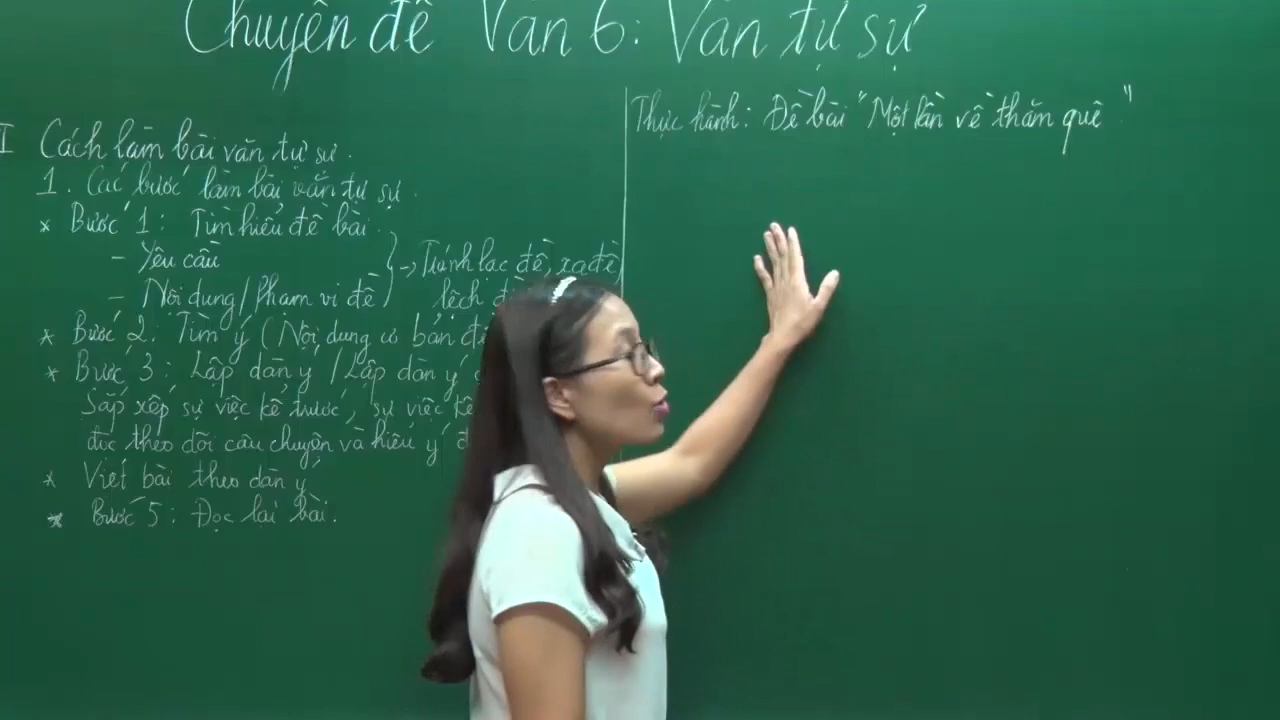 Chuyên đề Văn 6: Văn tự sự
I Cách làm bài văn tự sự.
1. Các bước làm bài văn tự sự.
* Bước 1: Tìm hiểu đề bài.
- Yêu cầu
- Nội dung/Phạm vi đề
} -> Tránh lạc đề, xa đề
lệch
* Bước 2: Tìm ý (Nội dung cơ bản
* Bước 3: Lập dàn ý / Lập dàn ý
Sắp xếp sự việc kể trước, sự việc kể
đọc theo dõi câu chuyện và hiểu ý
* Viết bài theo dàn ý
* Bước 5: Đọc lại bài.
Thực hành: Đề bài "Một lần về thăm quê"